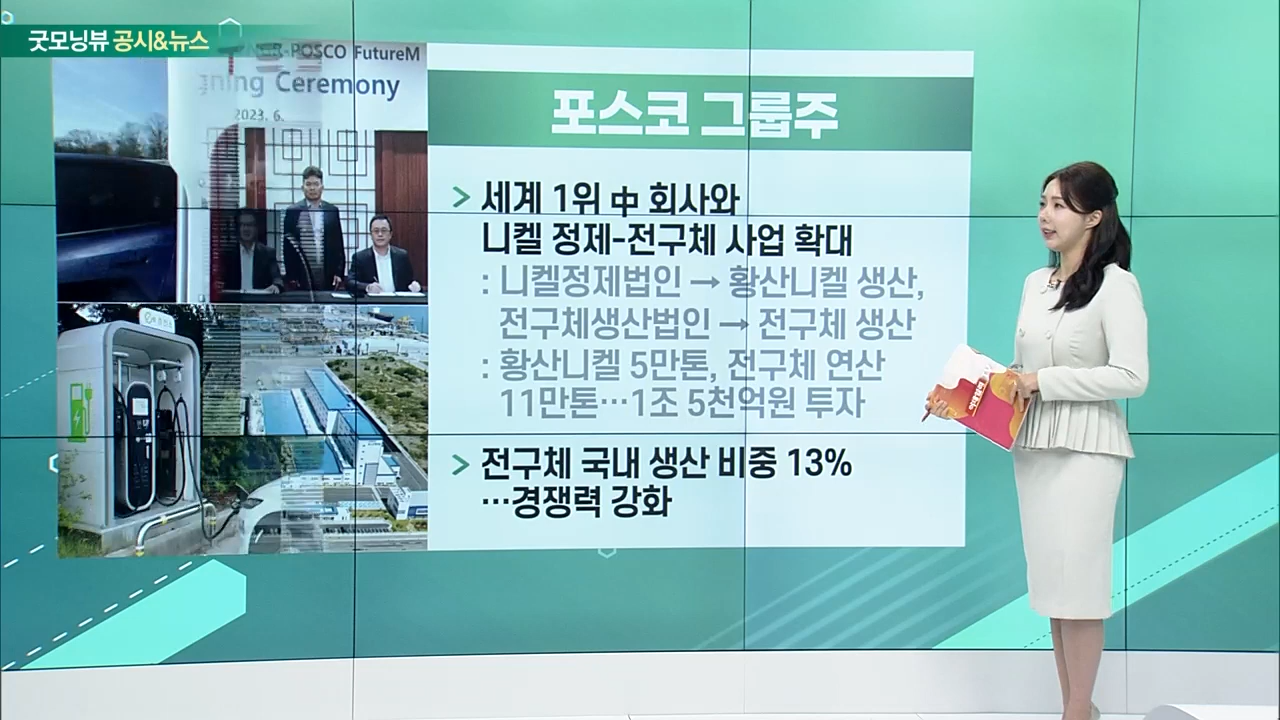 굿모닝뷰 공시&뉴스
POSCO FutureM
ning Ceremony
2023. 6.
포스코 그룹주
> 세계 1위 中 회사와
니켈 정제-전구체 사업 확대
: 니켈정제법인 → 황산니켈 생산,
전구체생산법인 → 전구체 생산
: 황산니켈 5만톤, 전구체 연산
11만톤…1조 5천억원 투자
> 전구체 국내 생산 비중 13%
…경쟁력 강화